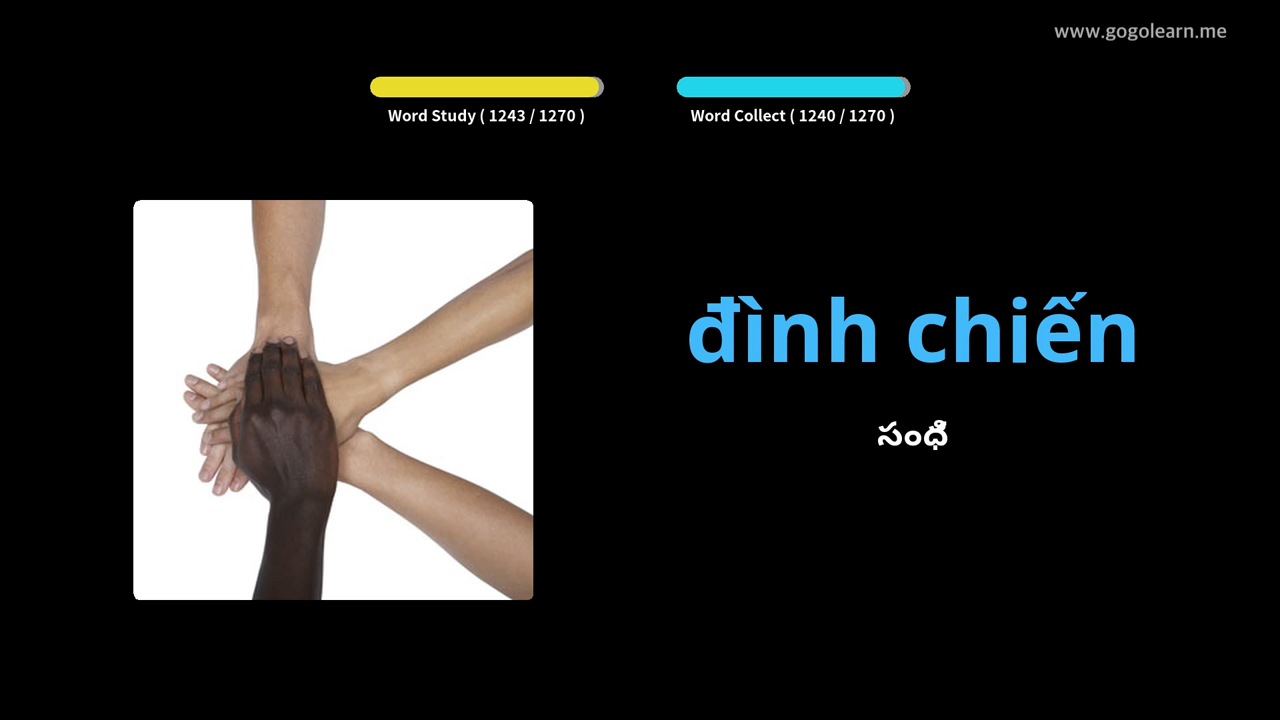 www.gogolearn.me
Word Study ( 1243 / 1270 )
Word Collect ( 1240 / 1270 )
đình chiến
సంధి